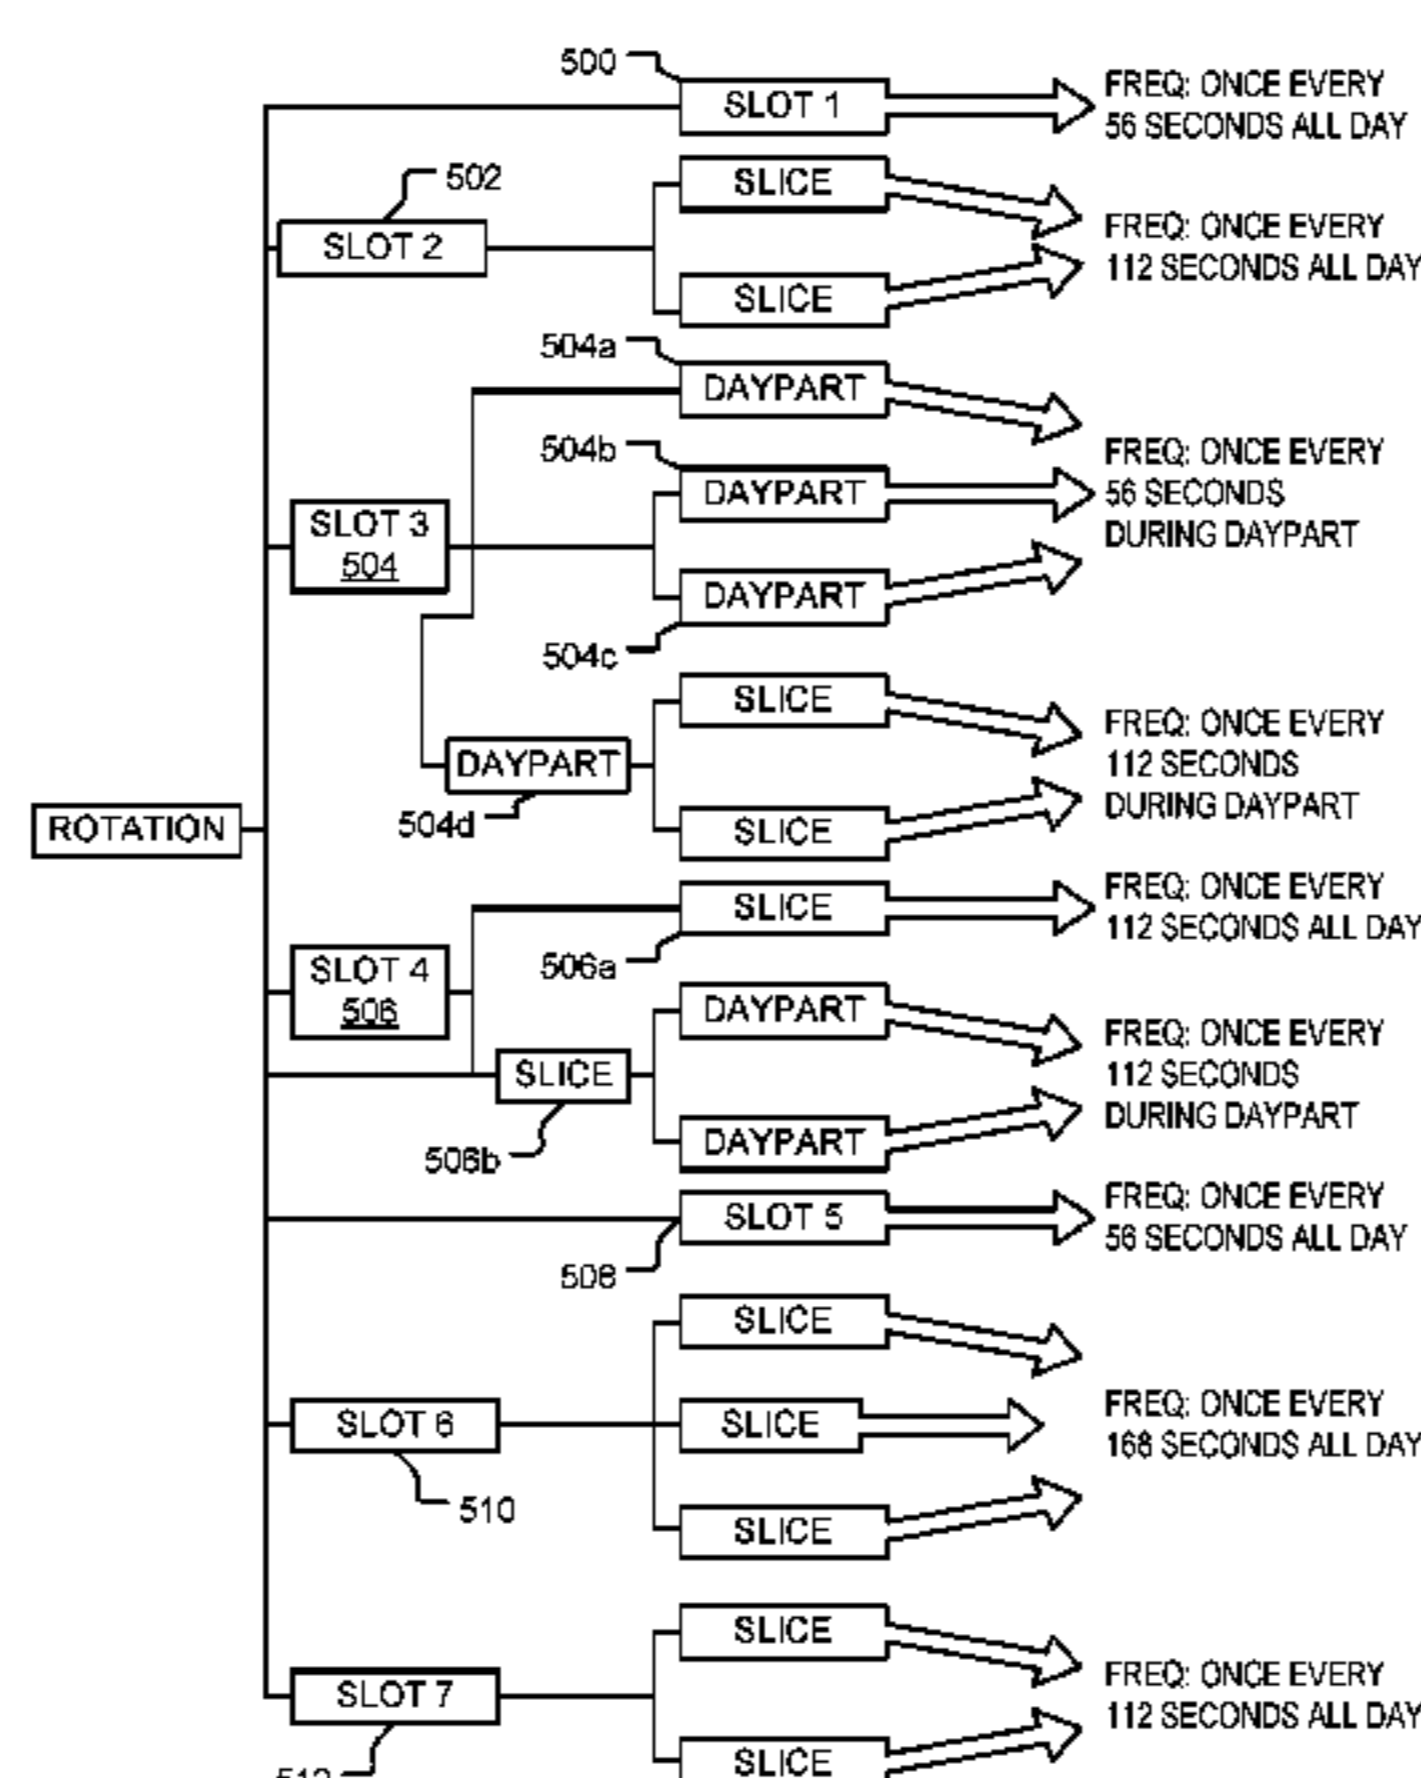 500
SLOT 1
FREQ: ONCE EVERY
56 SECONDS ALL DAY
502
SLICE
SLOT 2
FREQ: ONCE EVERY
112 SECONDS ALL DAY
SLICE
504a
DAYPART
504b
DAYPART
FREQ: ONCE EVERY
56 SECONDS
DURING DAYPART
SLOT 3
504
DAYPART
504c
SLICE
FREQ: ONCE EVERY
112 SECONDS
DURING DAYPART
DAYPART
504d
SLICE
ROTATION
SLICE
FREQ: ONCE EVERY
112 SECONDS ALL DAY
506a
SLOT 4
506
DAYPART
FREQ: ONCE EVERY
112 SECONDS
DURING DAYPART
SLICE
506b
DAYPART
SLOT 5
FREQ: ONCE EVERY
56 SECONDS ALL DAY
508
SLICE
SLOT 6
SLICE
FREQ: ONCE EVERY
168 SECONDS ALL DAY
510
SLICE
SLICE
SLOT 7
FREQ: ONCE EVERY
112 SECONDS ALL DAY
SLICE